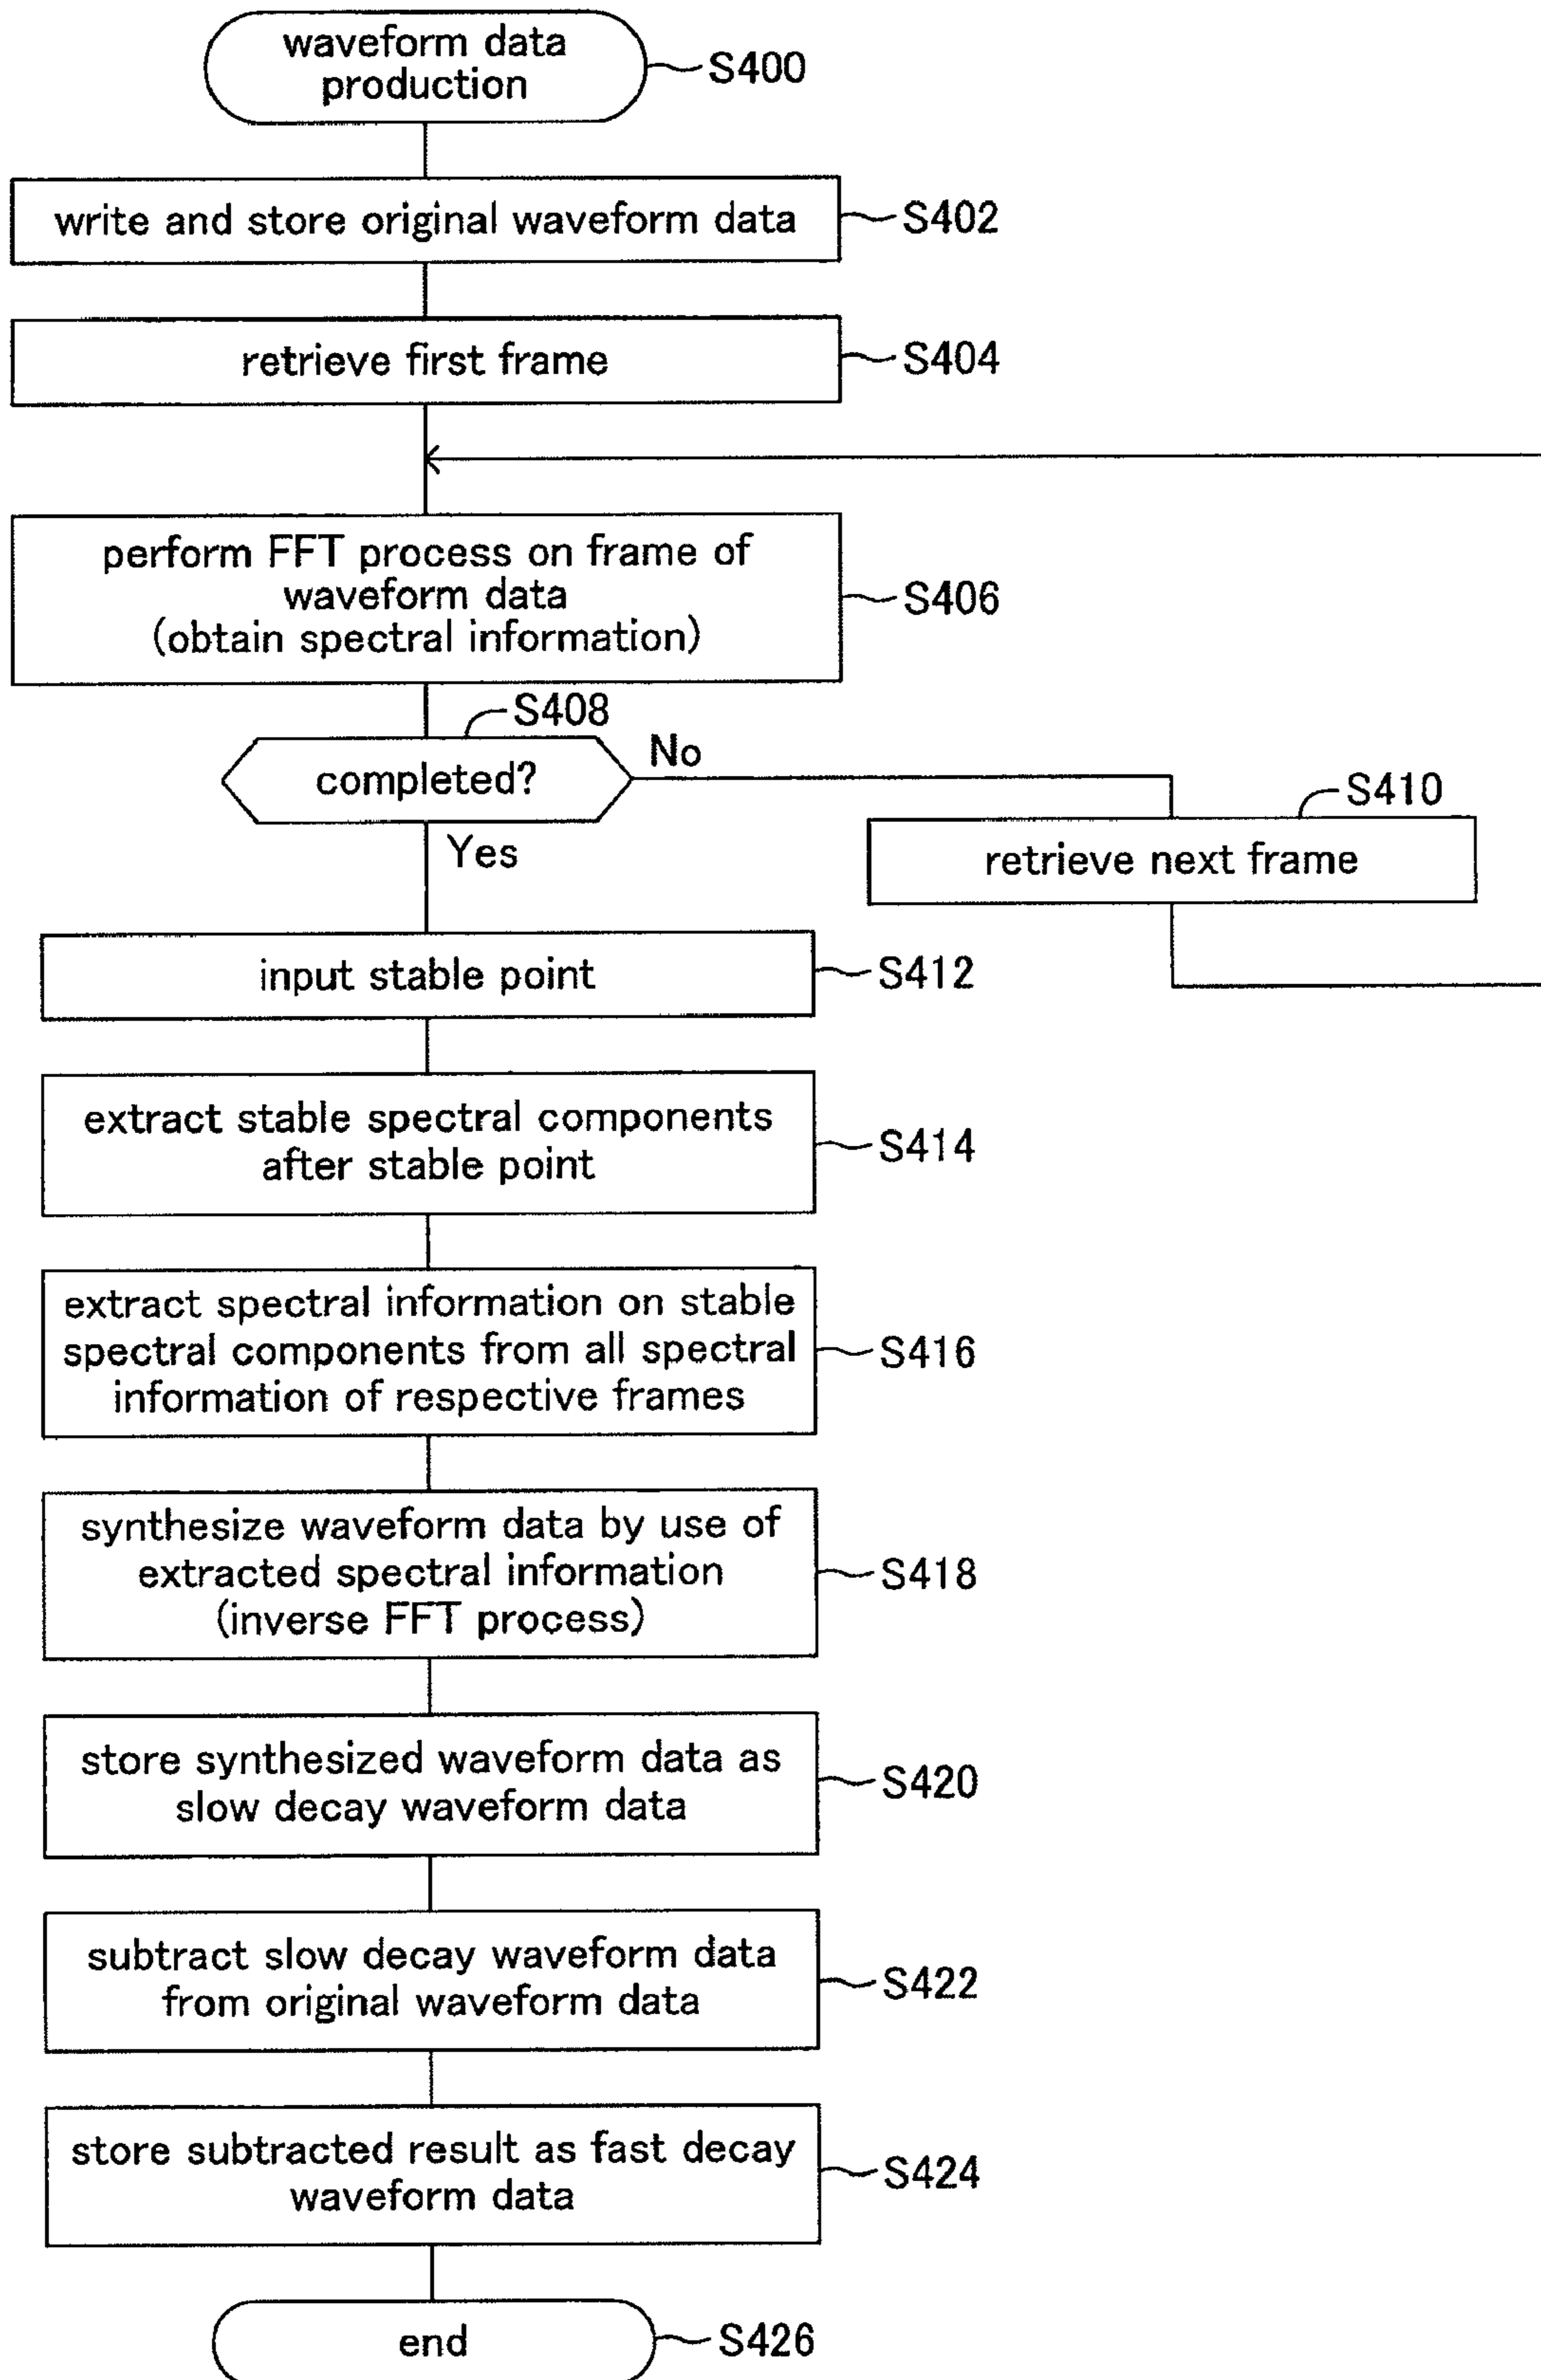 waveform data
production
S400
write and store original waveform data
S402
retrieve first frame
S404
perform FFT process on frame of
waveform data
(obtain spectral information)
S406
S408
completed?
No
Yes
S410
retrieve next frame
input stable point
S412
extract stable spectral components
after stable point
S414
extract spectral information on stable
spectral components from all spectral
information of respective frames
S416
synthesize waveform data by use of
extracted spectral information
(inverse FFT process)
S418
store synthesized waveform data as
slow decay waveform data
S420
subtract slow decay waveform data
from original waveform data
S422
store subtracted result as fast decay
waveform data
S424
end
S426